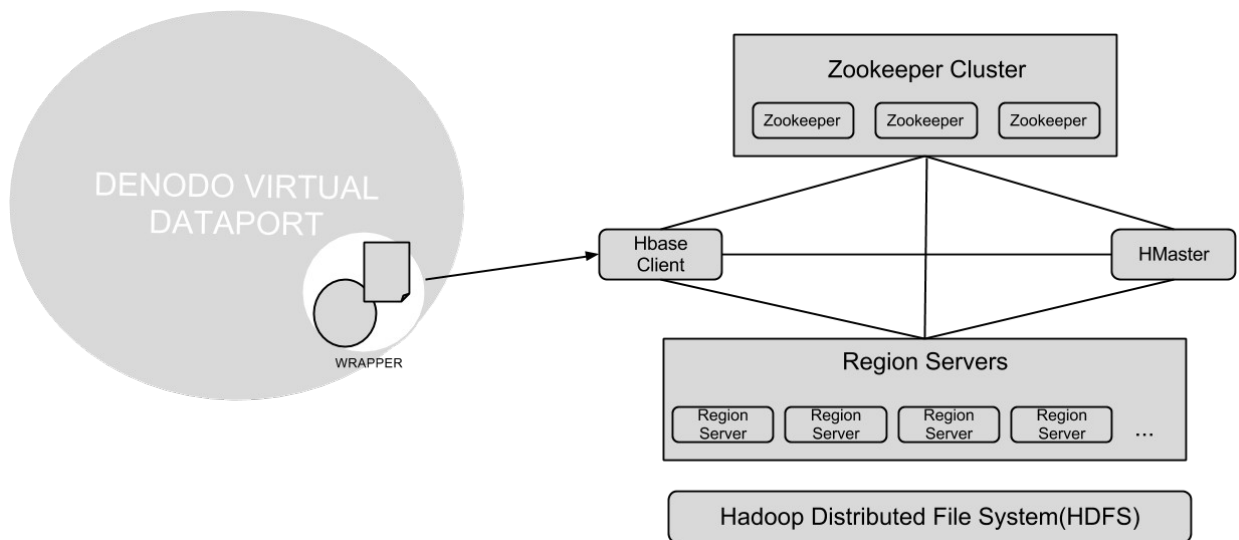 Zookeeper Cluster
Zookeeper Zookeeper Zookeeper
DENODO VIRTUAL
DATAPORT
WRAPPER
Hbase
Client
HMaster
Region Servers
Region
Server
Region
Server
Region
Server
Region
Server
...
Hadoop Distributed File System(HDFS)